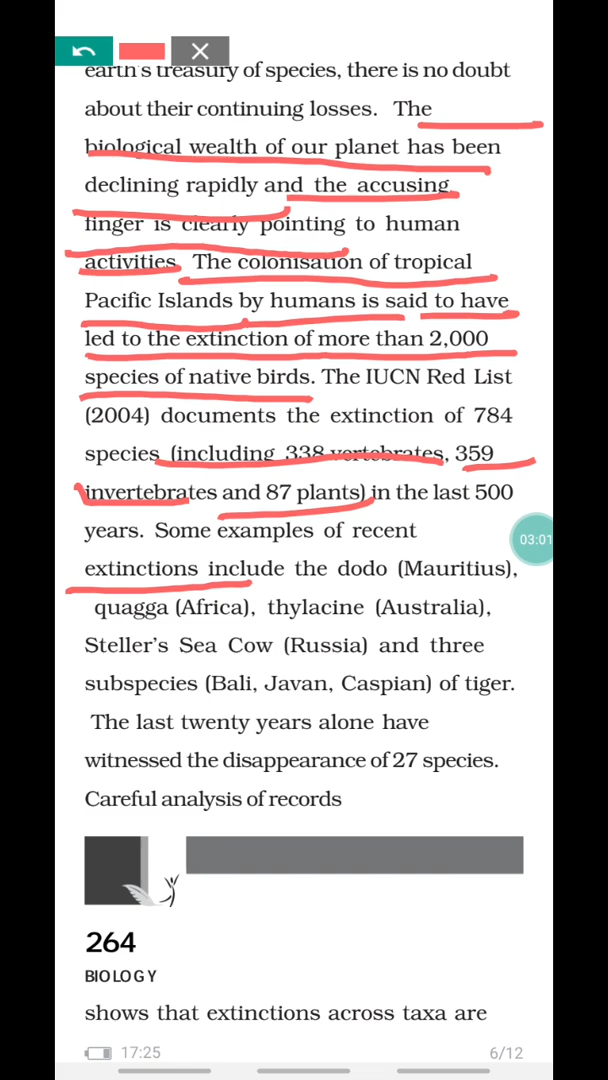 earth's treasury of species, there is no doubt
about their continuing losses. The
biological wealth of our planet has been
declining rapidly and the accusing
finger is clearly pointing to human
activities. The colonisation of tropical
Pacific Islands by humans is said to have
led to the extinction of more than 2,000
species of native birds. The IUCN Red List
(2004) documents the extinction of 784
species (including 338 vertebrates, 359
invertebrates and 87 plants) in the last 500
years. Some examples of recent
03:01
extinctions include the dodo (Mauritius),
quagga (Africa), thylacine (Australia),
Steller's Sea Cow (Russia) and three
subspecies (Bali, Javan, Caspian) of tiger.
The last twenty years alone have
witnessed the disappearance of 27 species.
Careful analysis of records
264
BIOLOGY
shows that extinctions across taxa are
17:25 6/12